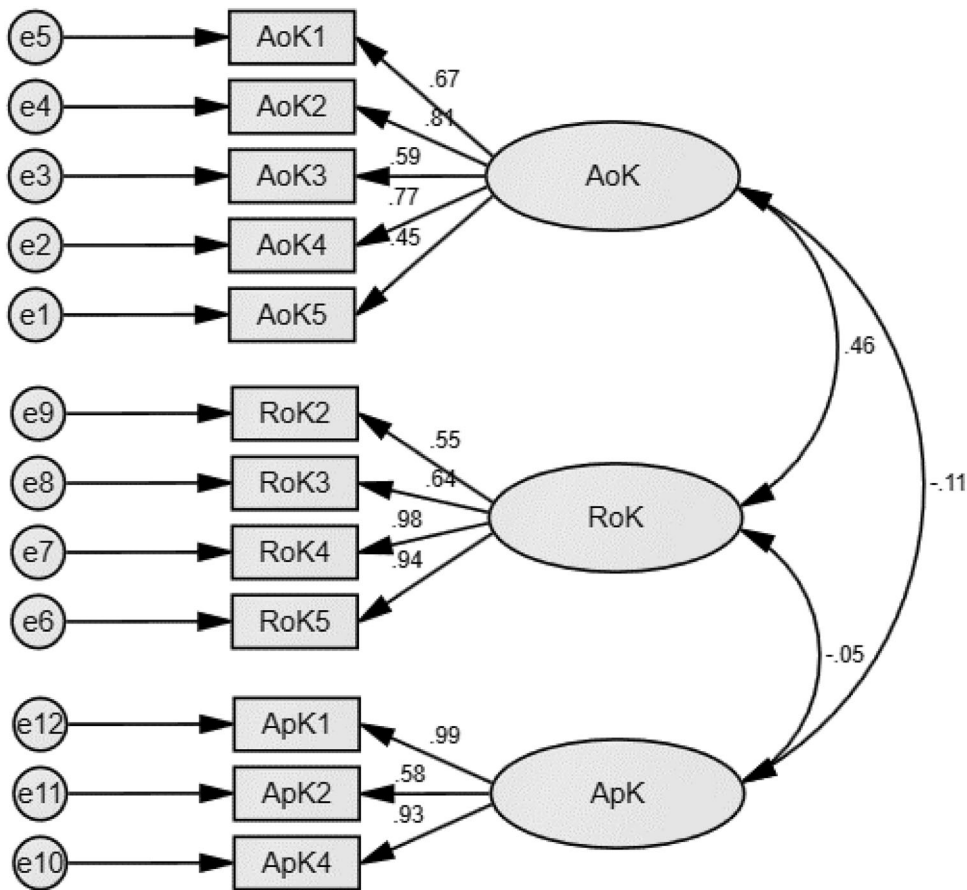 e5 AoK1
.67
e4 AoK2
.81
e3 AoK3
.59
AoK
.77
e2 AoK4
.45
e1 AoK5
.46
e9 RoK2
.55
e8 RoK3
.64
-.11
RoK
.98
e7 RoK4
.94
e6 RoK5
-.05
e12 ApK1
.99
e11 ApK2
.58
ApK
.93
e10 ApK4